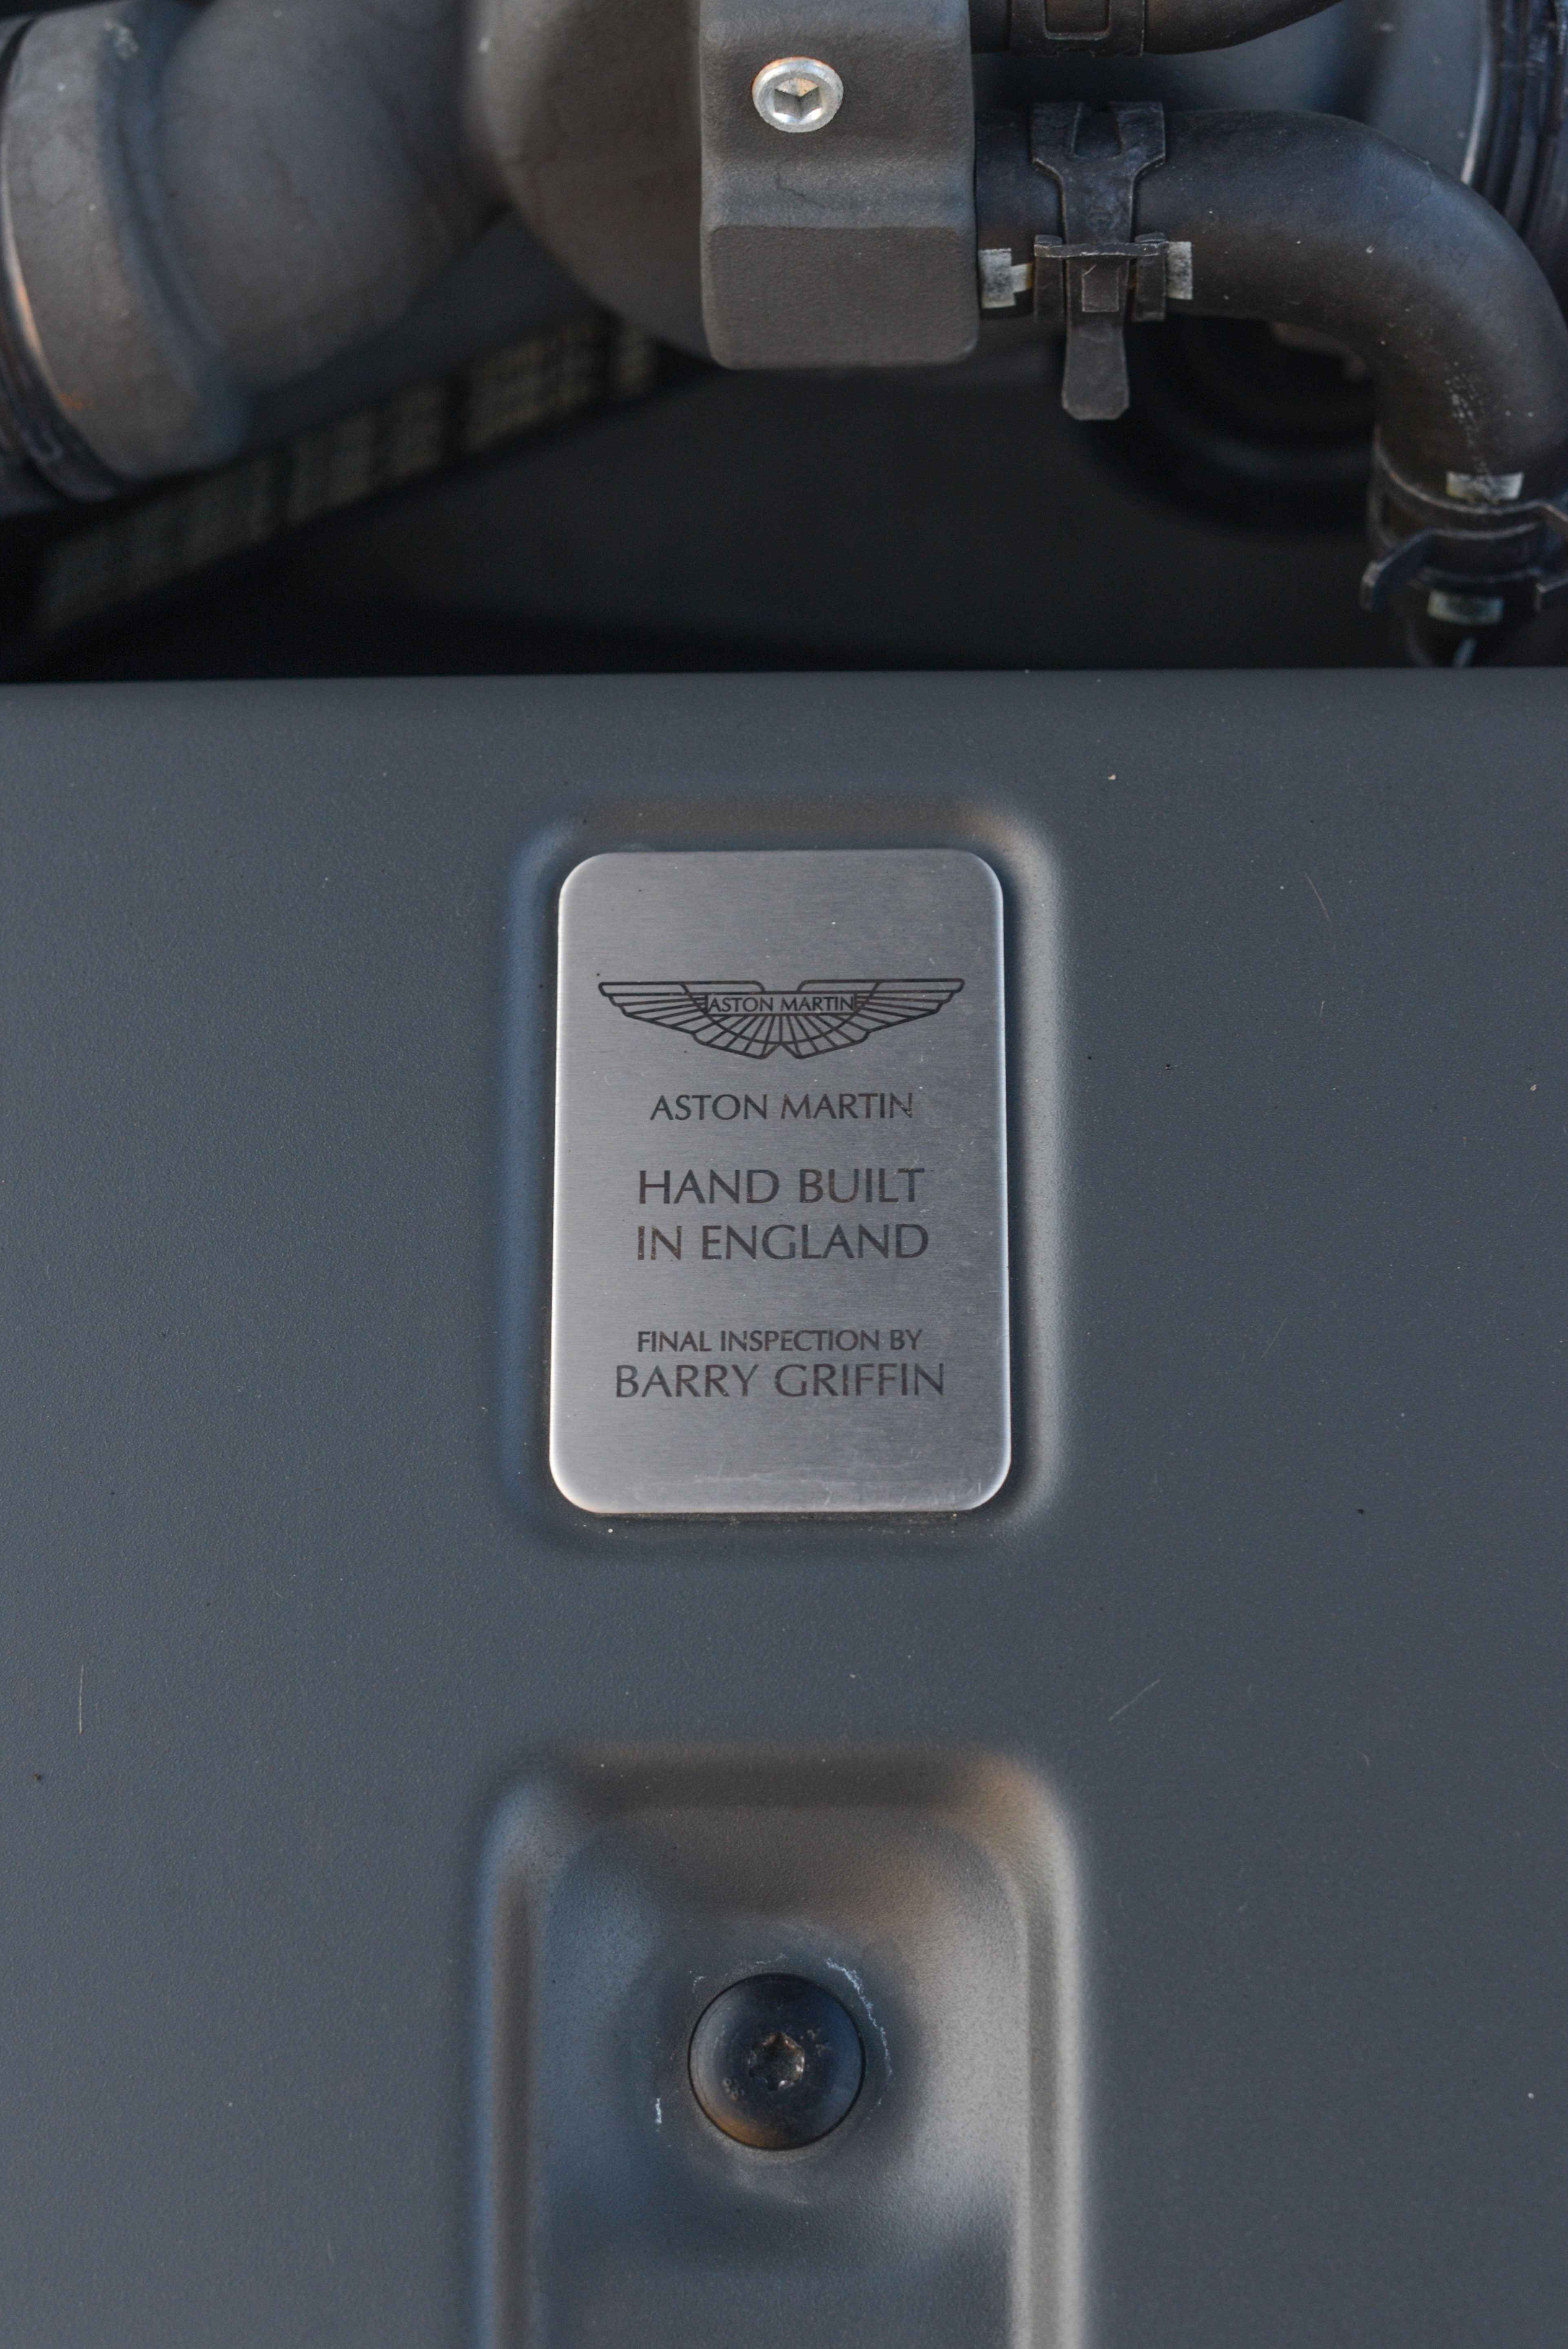 ASTON MARTIN
ASTON MARTIN
HAND BUILT
IN ENGLAND
FINAL INSPECTION BY
BARRY GRIFFIN